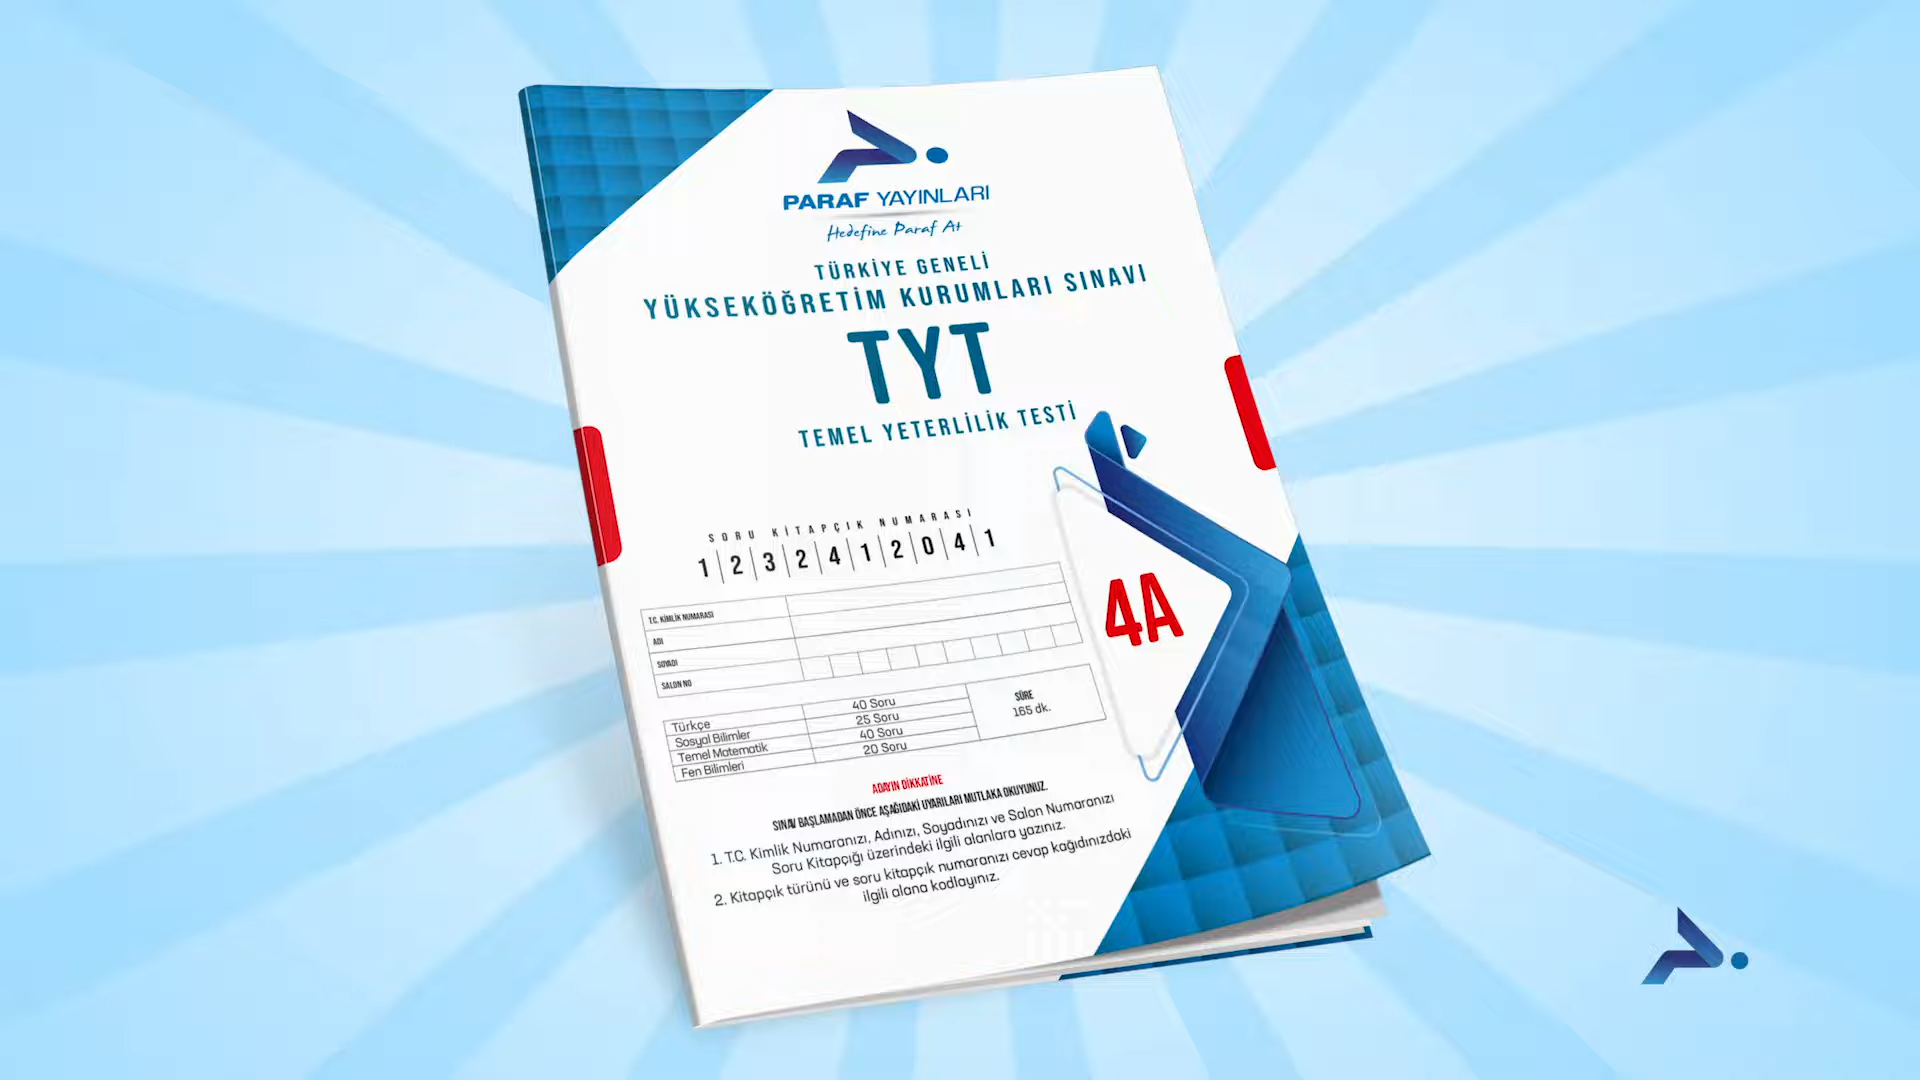 PARAF YAYINLARI
Hedefine Paraf At
TÜRKİYE GENELİ
YÜKSEKÖĞRETİM KURUMLARI SINAVI
TYT
TEMEL YETERLİLİK TESTİ
SORU KİTAPÇIK NUMARASI
1 2 3 2 4 1 2 0 4 1
4A
T.C. KİMLİK NUMARASI
ADI
SOYADI
SALON NO
Türkçe 40 Soru
Sosyal Bilimler 25 Soru
Temel Matematik 40 Soru
Fen Bilimleri 20 Soru
SÜRE
165 dk.
ADAYIN DİKKATİNE
SINAV BAŞLAMADAN ÖNCE AŞAĞIDAKİ UYARILARI MUTLAKA OKUYUNUZ.
1. T.C. Kimlik Numaranızı, Adınızı, Soyadınızı ve Salon Numaranızı
Soru Kitapçığı üzerindeki ilgili alanlara yazınız.
2. Kitapçık türünü ve soru kitapçık numaranızı cevap kağıdınızdaki
ilgili alana kodlayınız.